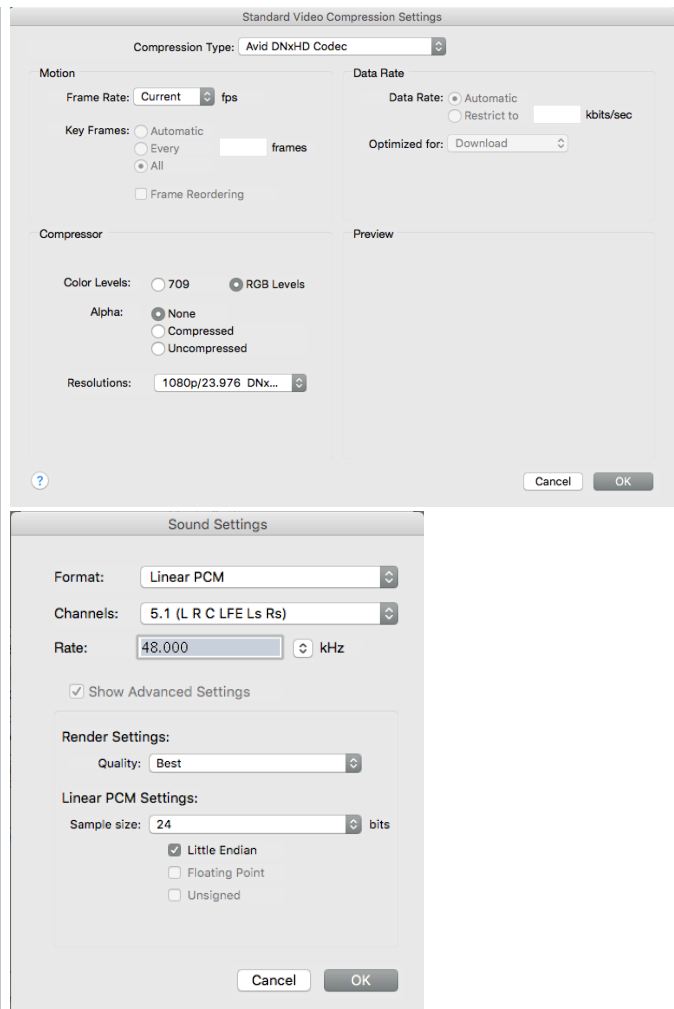 Standard Video Compression Settings
Compression Type: Avid DNxHD Codec
Motion
Frame Rate: Current fps
Key Frames: Automatic
Every frames
All
Frame Reordering
Data Rate
Data Rate: Automatic
Restrict to kbits/sec
Optimized for: Download
Compressor
Color Levels: 709 RGB Levels
Alpha: None
Compressed
Uncompressed
Resolutions: 1080p/23.976 DNx...
Preview
?
Cancel OK
Sound Settings
Format: Linear PCM
Channels: 5.1 (L R C LFE Ls Rs)
Rate: 48.000 kHz
Show Advanced Settings
Render Settings:
Quality: Best
Linear PCM Settings:
Sample size: 24 bits
Little Endian
Floating Point
Unsigned
Cancel OK